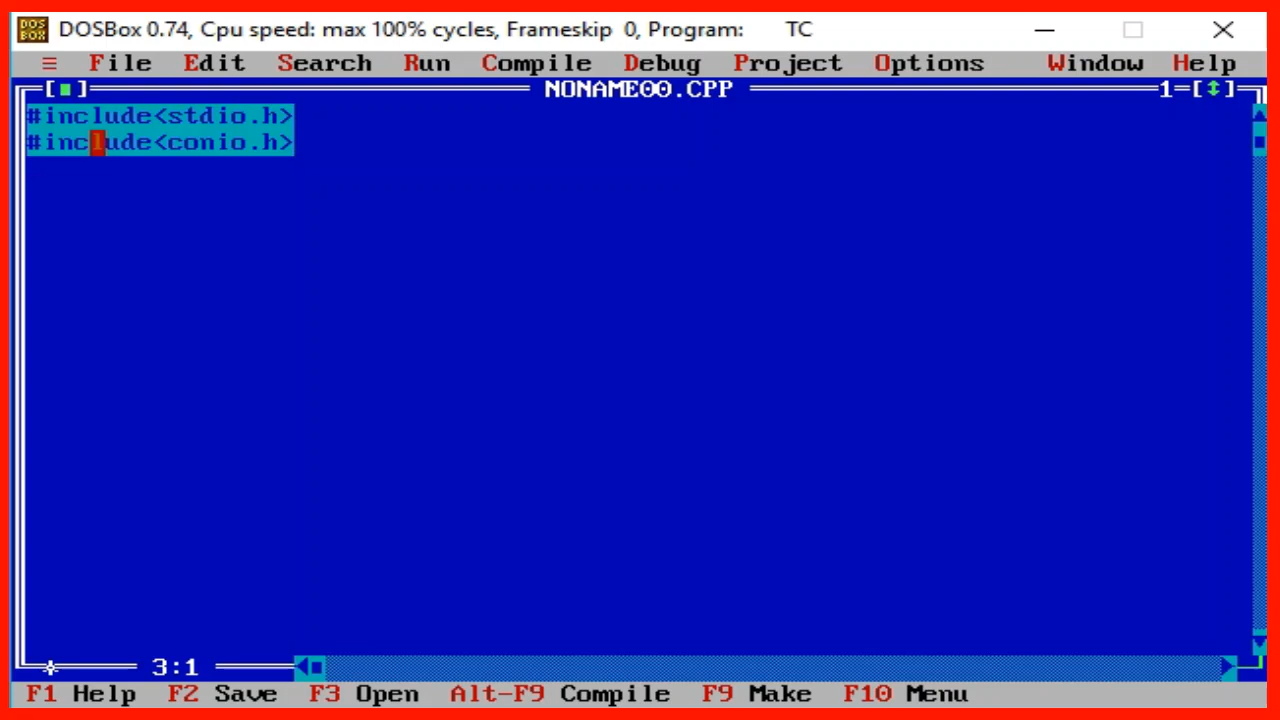 DOSBox 0.74, Cpu speed: max 100% cycles, Frameskip 0, Program: TC
≡ File Edit Search Run Compile Debug Project Options Window Help
[■] NONAME00.CPP 1=[↕]
#include<stdio.h>
#include<conio.h>
3:1
F1 Help F2 Save F3 Open Alt-F9 Compile F9 Make F10 Menu